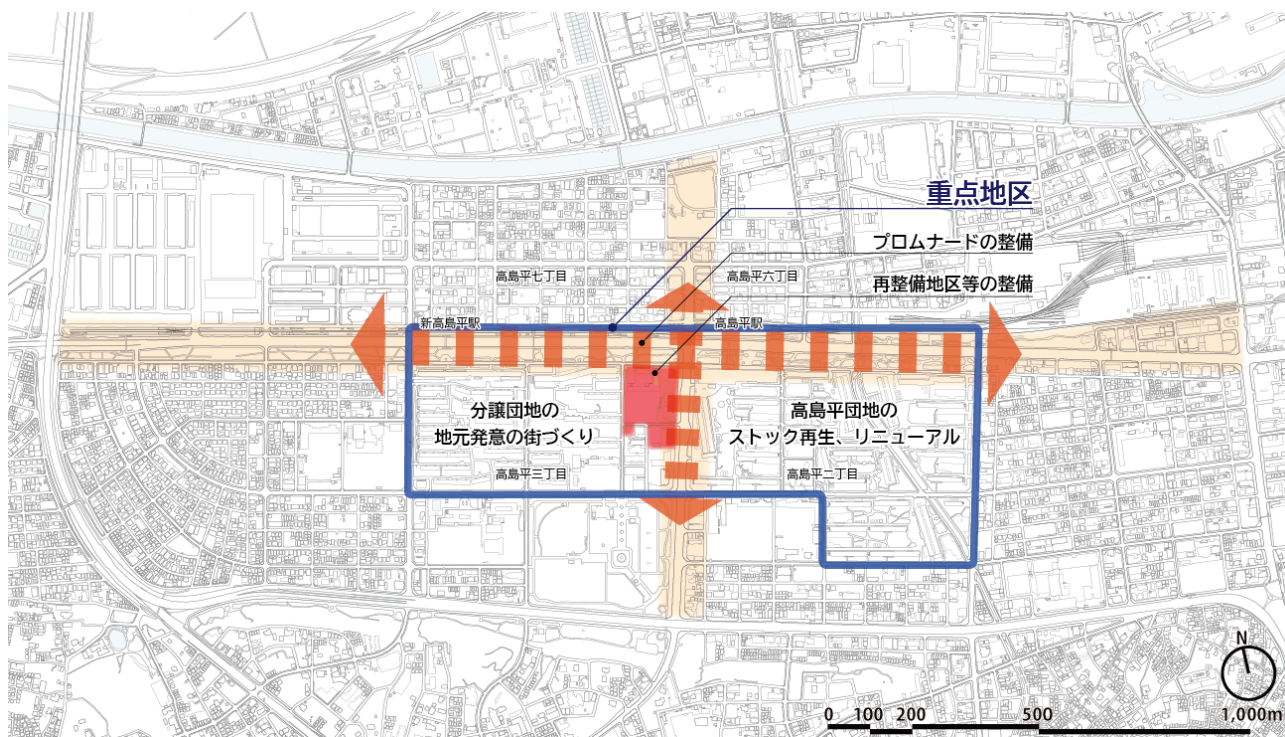 重点地区
プロムナードの整備
再整備地区等の整備
高島平七丁目
高島平六丁目
新高島平駅
高島平駅
分譲団地の
地元発意の街づくり
高島平団地の
ストック再生、リニューアル
高島平三丁目
高島平二丁目
N
0 100 200 500 1,000m